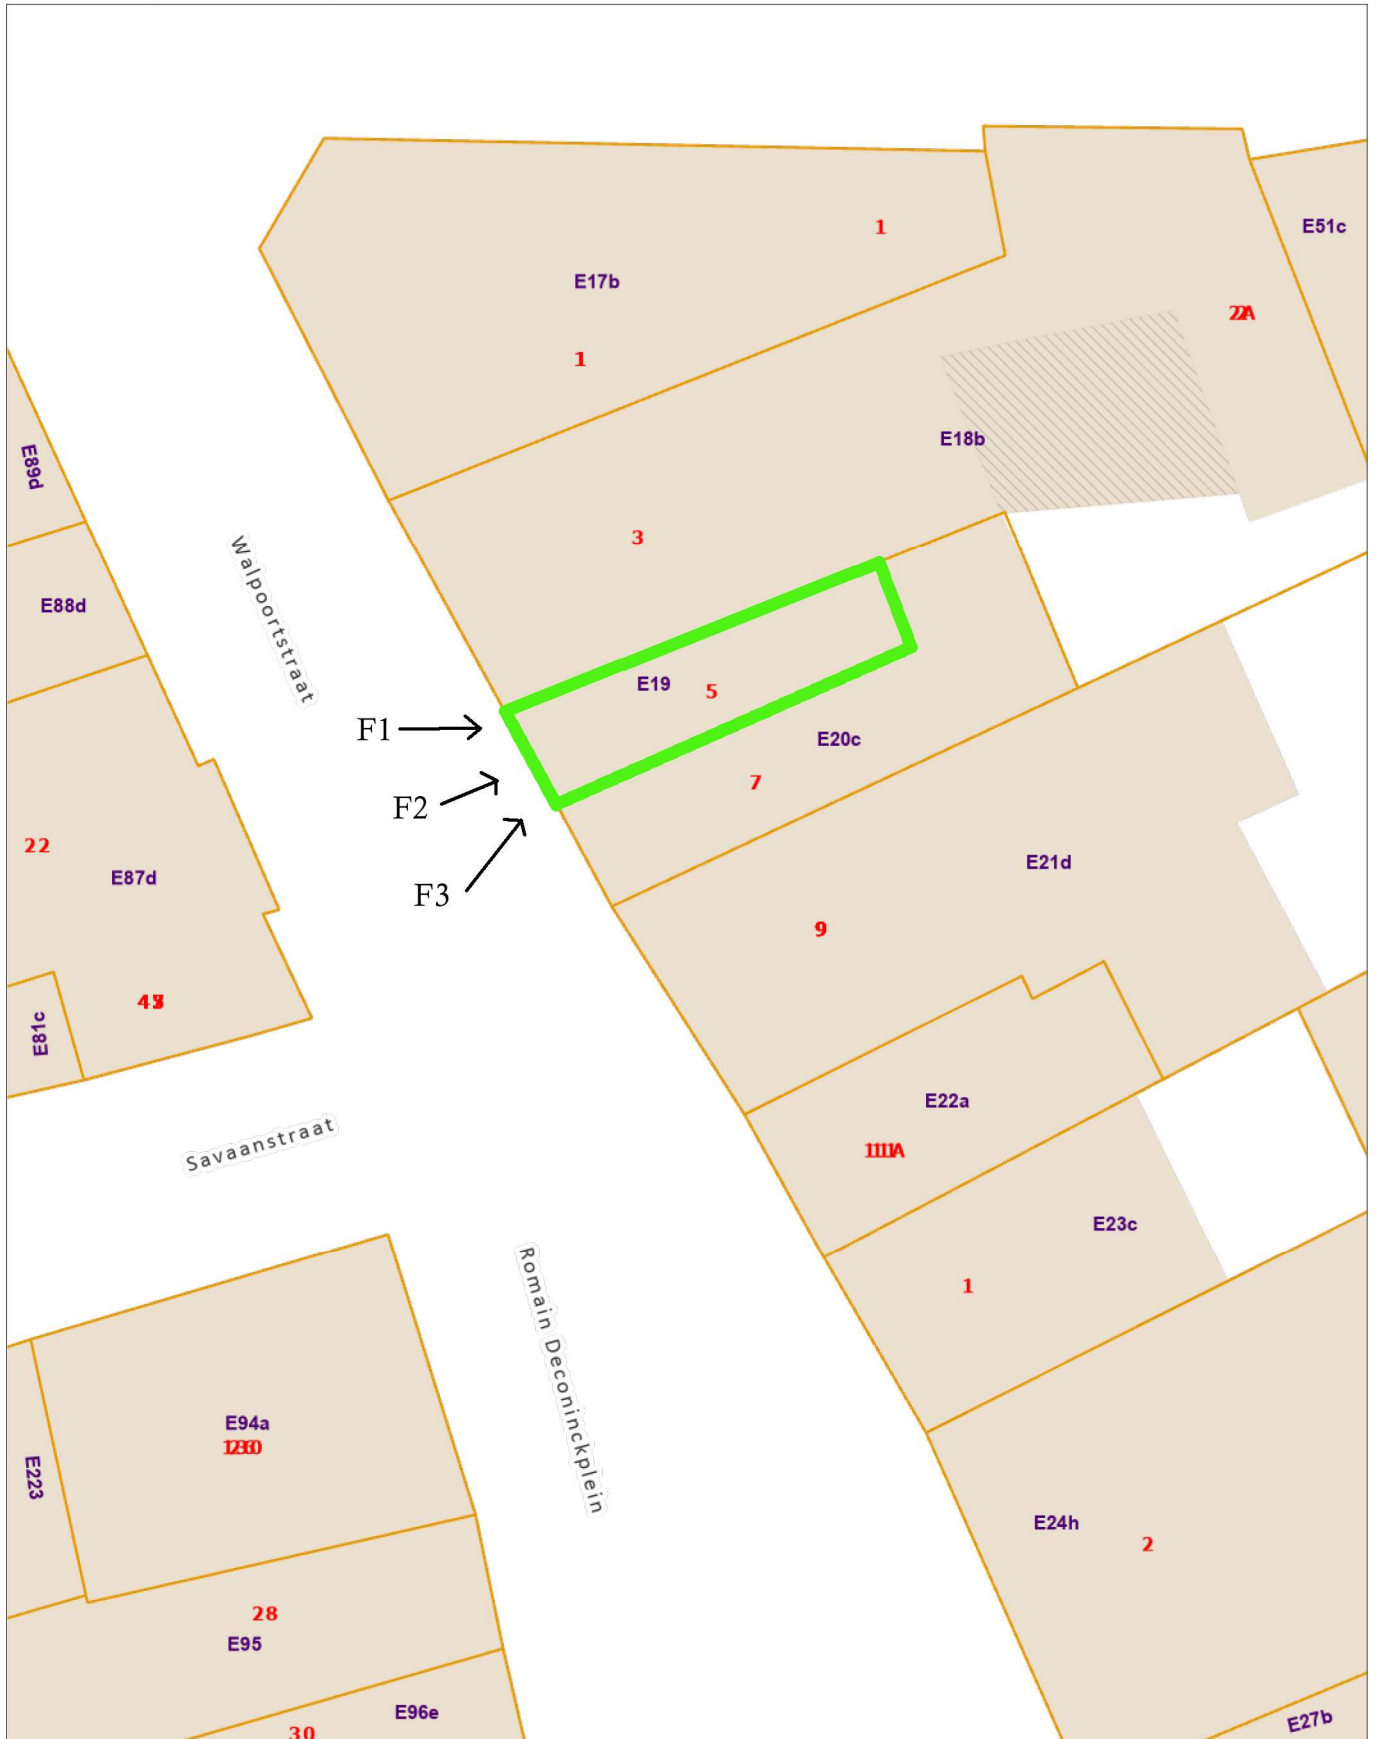 1
E51c
E17b
2A
1
E18b
E89d
3
Walpoortstraat
E88d
E19
5
F1
E20c
7
F2
22
E21d
E87d
F3
9
E81c
E22a
Savaanstraat
E23c
1
Romain Deconinckplein
E94a
E223
E24h
2
28
E95
E96e
E27b
30